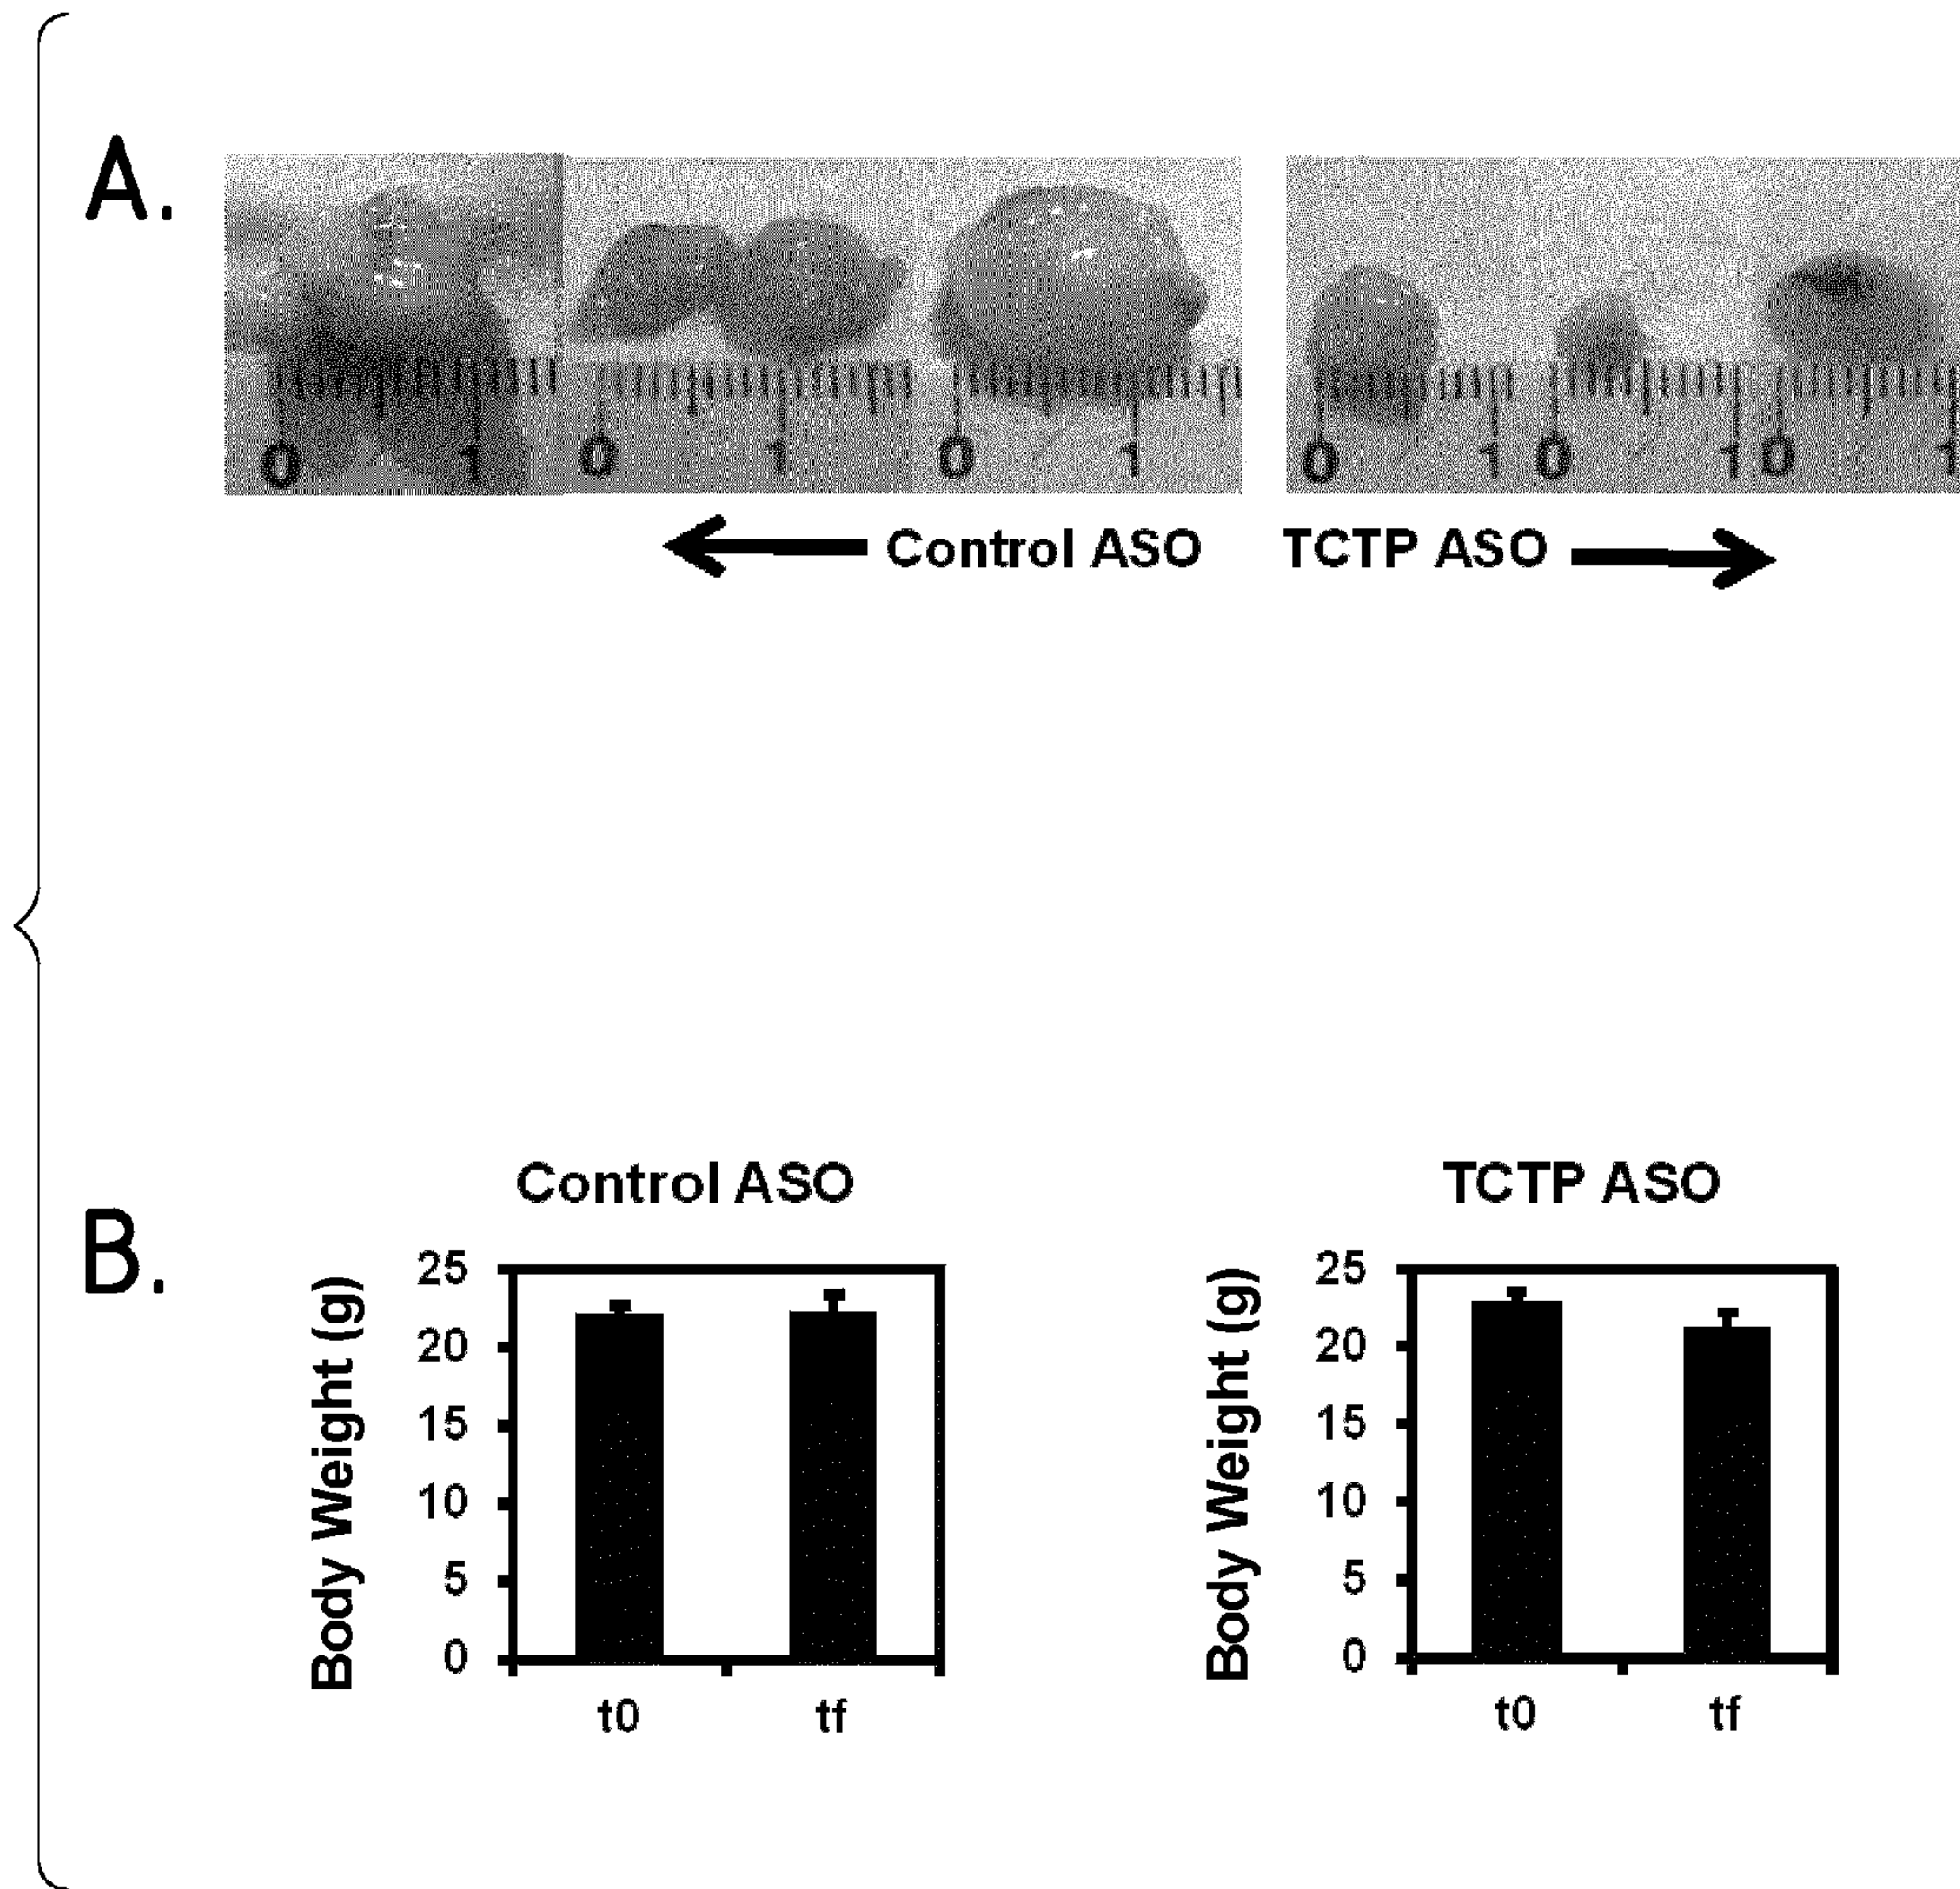 A.
0 1 0 1 0 1 0 1 0 1 0 1
← Control ASO TCTP ASO →
B.
Control ASO
Body Weight (g)
25
20
15
10
5
0
t0 tf
TCTP ASO
Body Weight (g)
25
20
15
10
5
0
t0 tf